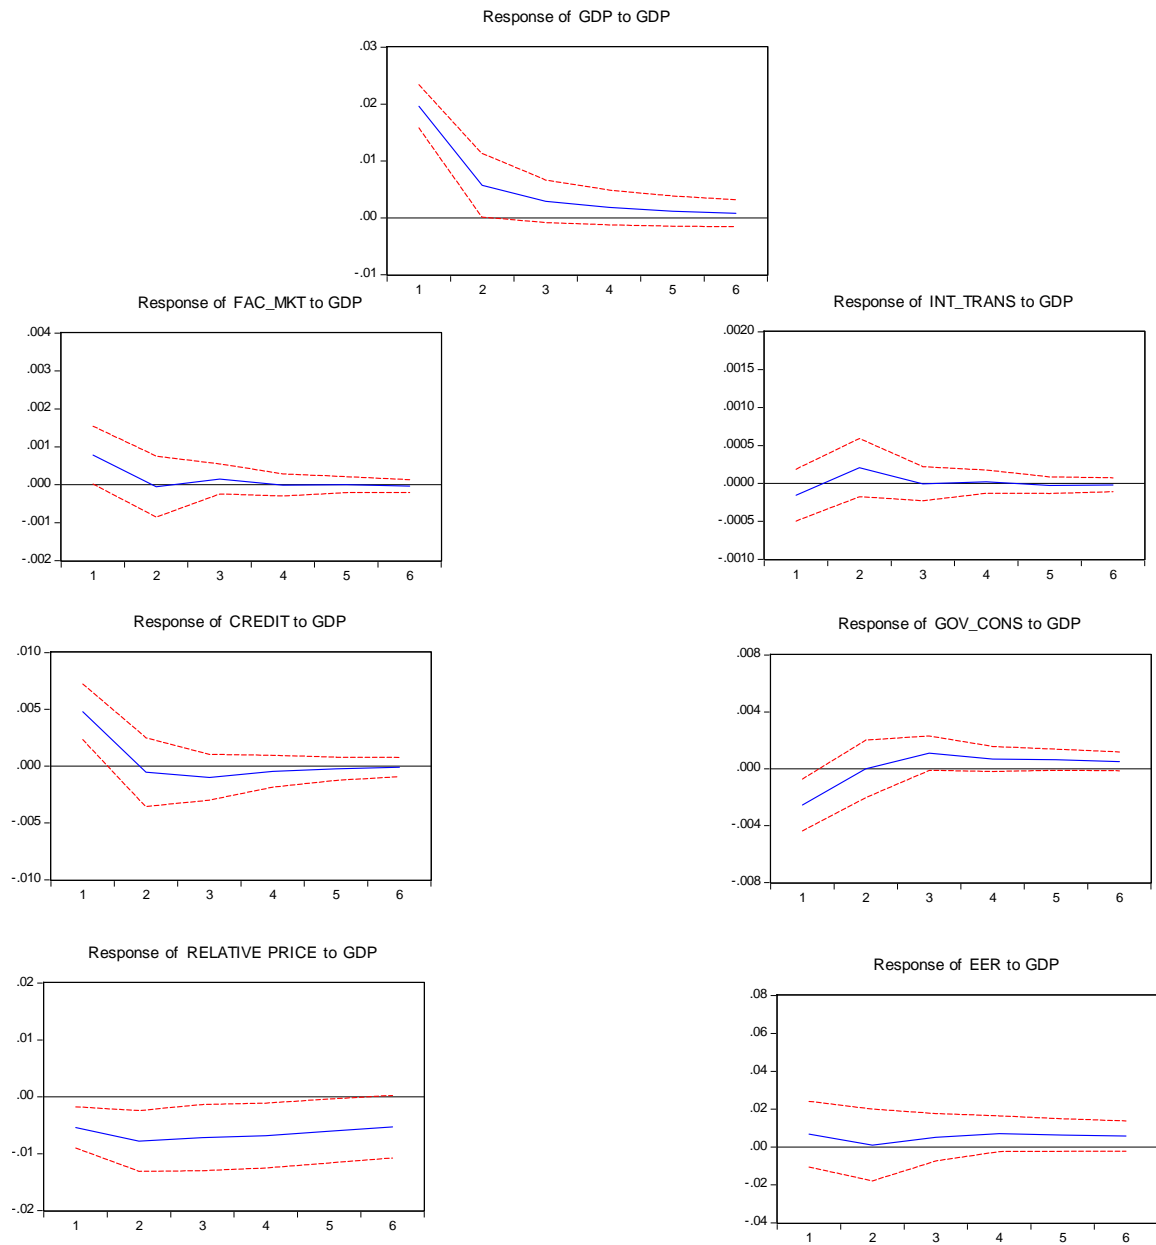 Response of GDP to GDP
.03
.02
.01
.00
-.01
1 2 3 4 5 6
Response of FAC_MKT to GDP
.004
.003
.002
.001
.000
-.001
-.002
1 2 3 4 5 6
Response of INT_TRANS to GDP
.0020
.0015
.0010
.0005
.0000
-.0005
-.0010
1 2 3 4 5 6
Response of CREDIT to GDP
.010
.005
.000
-.005
-.010
1 2 3 4 5 6
Response of GOV_CONS to GDP
.008
.004
.000
-.004
-.008
1 2 3 4 5 6
Response of RELATIVE PRICE to GDP
.02
.01
.00
-.01
-.02
1 2 3 4 5 6
Response of EER to GDP
.08
.06
.04
.02
.00
-.02
-.04
1 2 3 4 5 6